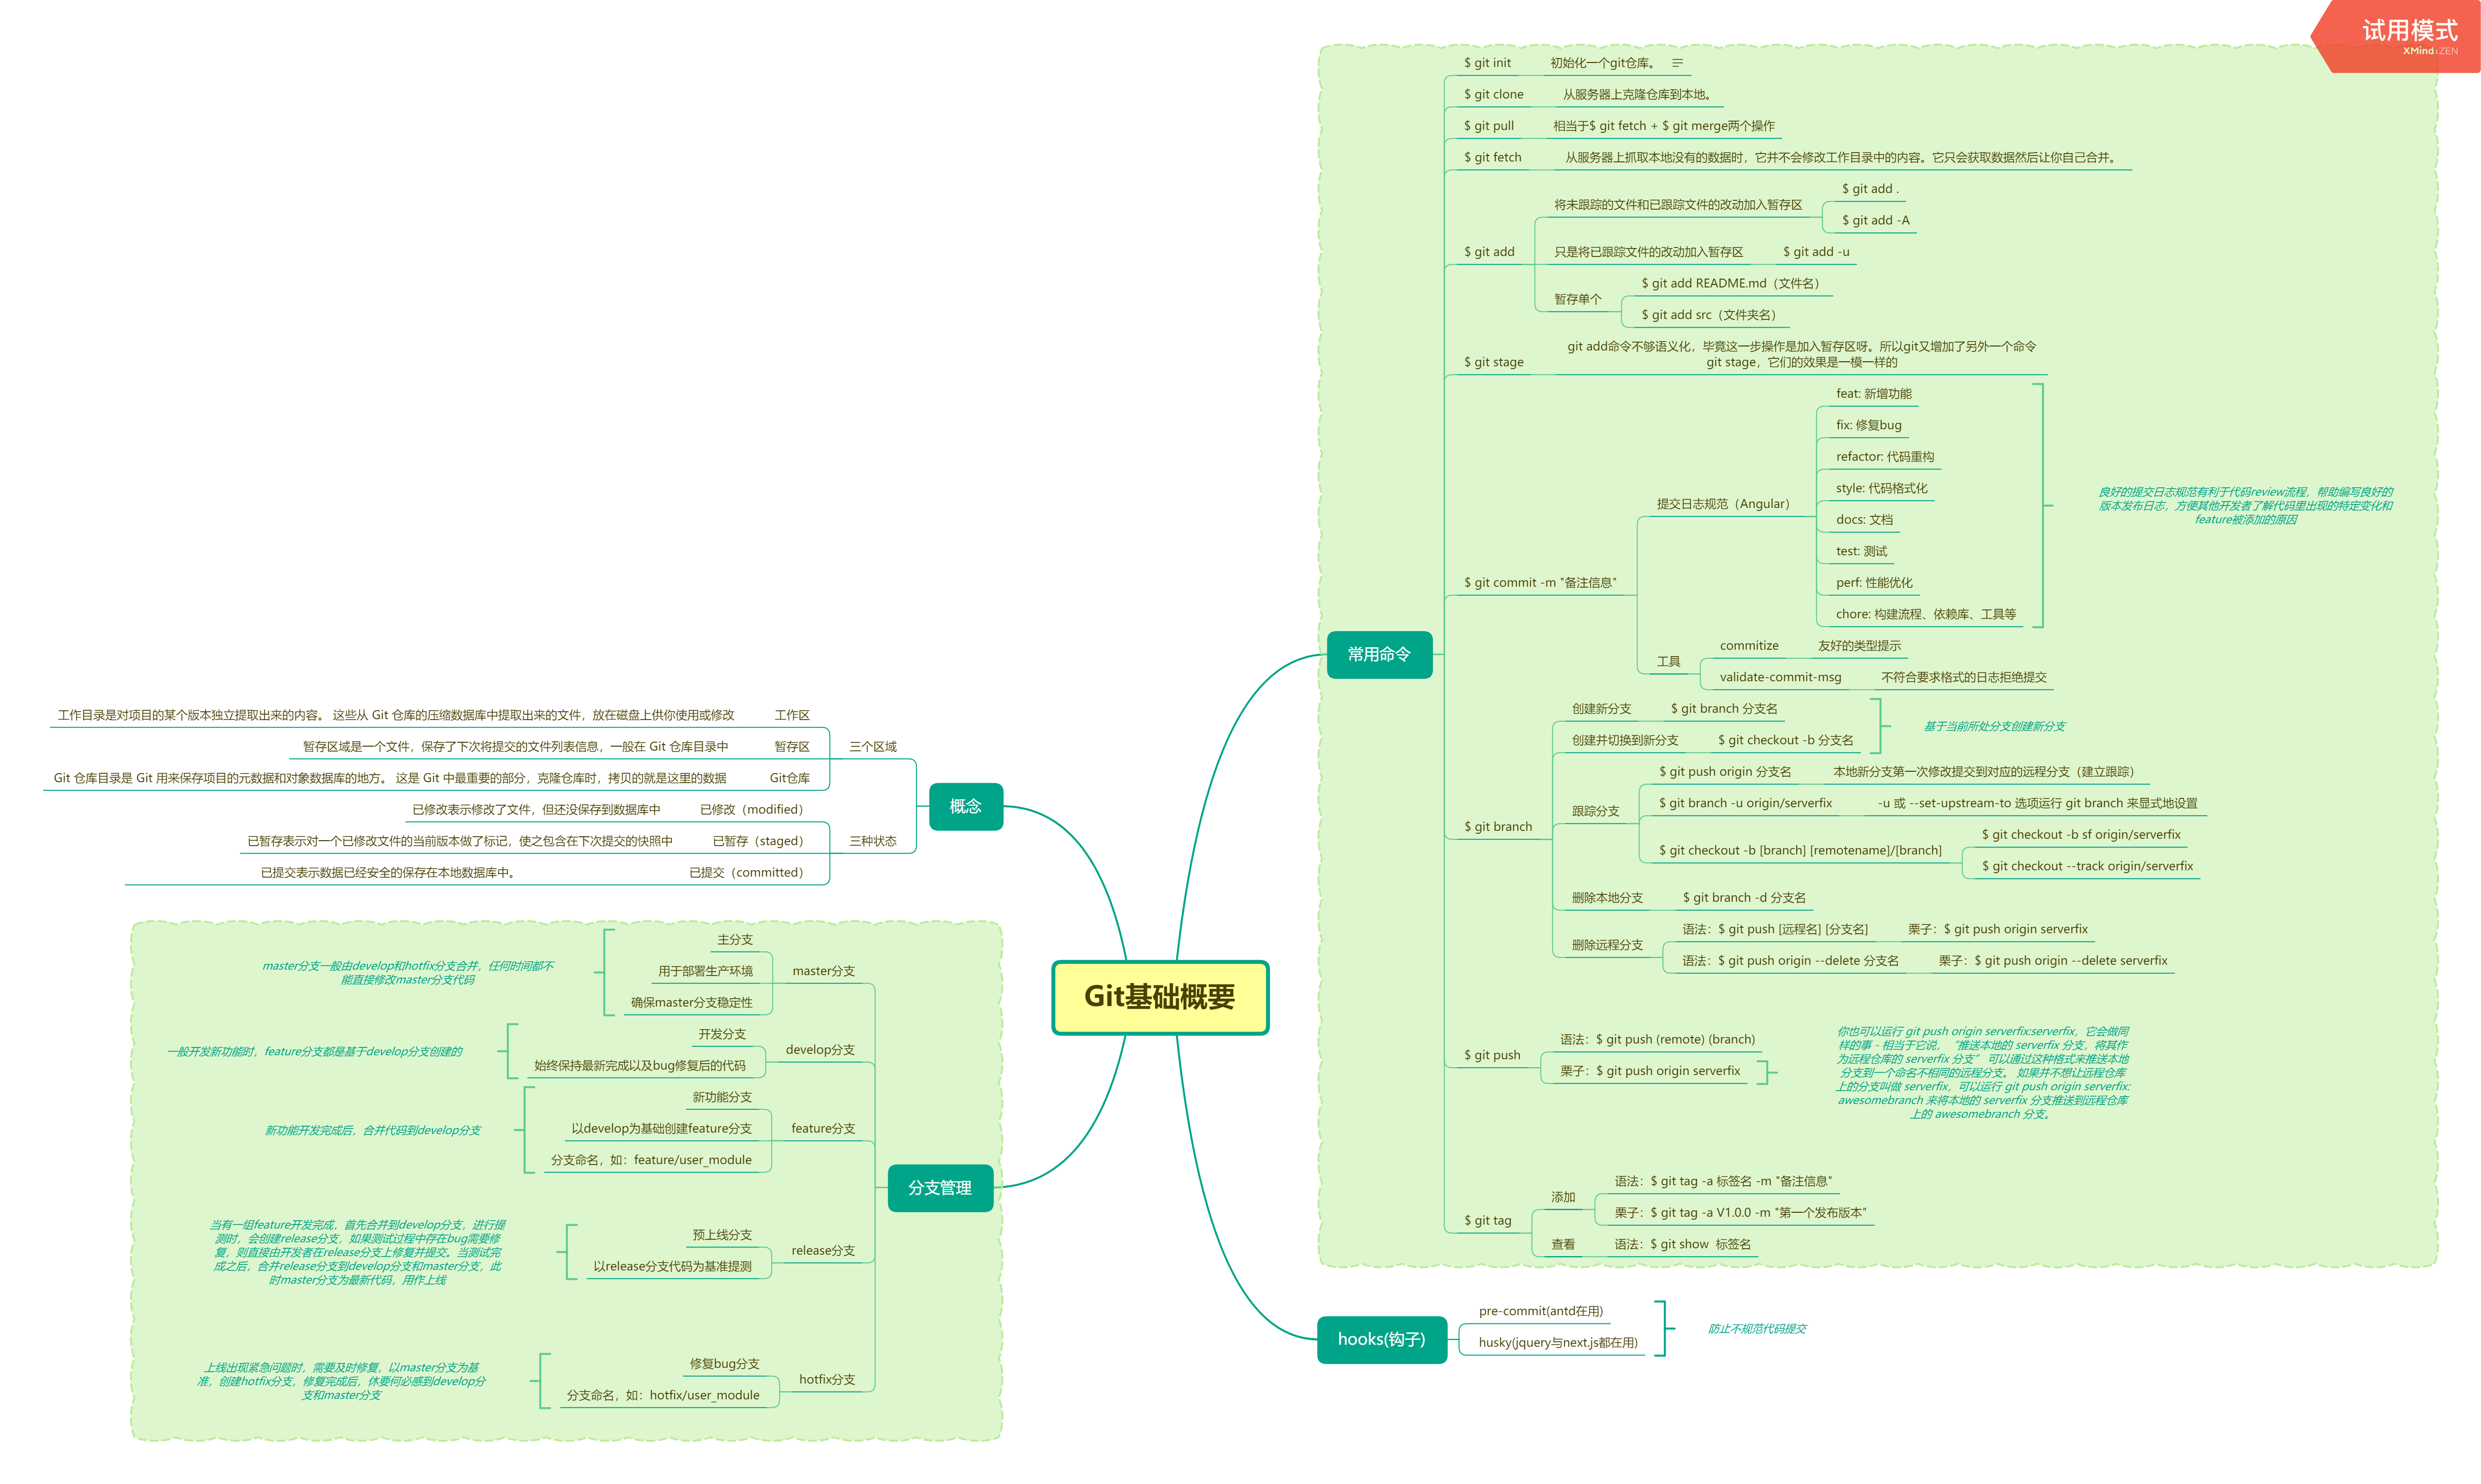 试用模式
XMind:ZEN
Git基础概要
常用命令
$ git init
初始化一个git仓库。
$ git clone
从服务器上克隆仓库到本地。
$ git pull
相当于$ git fetch + $ git merge两个操作
$ git fetch
从服务器上抓取本地没有的数据时，它并不会修改工作目录中的内容。它只会获取数据然后让你自己合并。
$ git add
将未跟踪的文件和已跟踪文件的改动加入暂存区
$ git add .
$ git add -A
只是将已跟踪文件的改动加入暂存区
$ git add -u
暂存单个
$ git add README.md（文件名）
$ git add src（文件夹名）
$ git stage
git add命令不够语义化，毕竟这一步操作是加入暂存区呀。所以git又增加了另外一个命令
git stage，它们的效果是一模一样的
$ git commit -m "备注信息"
提交日志规范（Angular）
feat: 新增功能
fix: 修复bug
refactor: 代码重构
style: 代码格式化
docs: 文档
test: 测试
perf: 性能优化
chore: 构建流程、依赖库、工具等
良好的提交日志规范有利于代码review流程，帮助编写良好的
版本发布日志，方便其他开发者了解代码里出现的特定变化和
feature被添加的原因
工具
commitize
友好的类型提示
validate-commit-msg
不符合要求格式的日志拒绝提交
$ git branch
创建新分支
$ git branch 分支名
创建并切换到新分支
$ git checkout -b 分支名
基于当前所处分支创建新分支
跟踪分支
$ git push origin 分支名
本地新分支第一次修改提交到对应的远程分支（建立跟踪）
$ git branch -u origin/serverfix
-u 或 --set-upstream-to 选项运行 git branch 来显式地设置
$ git checkout -b [branch] [remotename]/[branch]
$ git checkout -b sf origin/serverfix
$ git checkout --track origin/serverfix
删除本地分支
$ git branch -d 分支名
删除远程分支
语法：$ git push [远程名] [分支名]
栗子：$ git push origin serverfix
语法：$ git push origin --delete 分支名
栗子：$ git push origin --delete serverfix
$ git push
语法：$ git push (remote) (branch)
栗子：$ git push origin serverfix
你也可以运行 git push origin serverfix:serverfix，它会做同
样的事 - 相当于它说，“推送本地的 serverfix 分支，将其作
为远程仓库的 serverfix 分支” 可以通过这种格式来推送本地
分支到一个命名不相同的远程分支。 如果并不想让远程仓库
上的分支叫做 serverfix，可以运行 git push origin serverfix:
awesomebranch 来将本地的 serverfix 分支推送到远程仓库
上的 awesomebranch 分支。
$ git tag
添加
语法：$ git tag -a 标签名 -m "备注信息"
栗子：$ git tag -a V1.0.0 -m "第一个发布版本"
查看
语法：$ git show  标签名
hooks(钩子)
pre-commit(antd在用)
husky(jquery与next.js都在用)
防止不规范代码提交
概念
三个区域
工作区
工作目录是对项目的某个版本独立提取出来的内容。 这些从 Git 仓库的压缩数据库中提取出来的文件，放在磁盘上供你使用或修改
暂存区
暂存区域是一个文件，保存了下次将提交的文件列表信息，一般在 Git 仓库目录中
Git仓库
Git 仓库目录是 Git 用来保存项目的元数据和对象数据库的地方。 这是 Git 中最重要的部分，克隆仓库时，拷贝的就是这里的数据
三种状态
已修改（modified）
已修改表示修改了文件，但还没保存到数据库中
已暂存（staged）
已暂存表示对一个已修改文件的当前版本做了标记，使之包含在下次提交的快照中
已提交（committed）
已提交表示数据已经安全的保存在本地数据库中。
分支管理
master分支
主分支
用于部署生产环境
确保master分支稳定性
master分支一般由develop和hotfix分支合并，任何时间都不
能直接修改master分支代码
develop分支
开发分支
始终保持最新完成以及bug修复后的代码
一般开发新功能时，feature分支都是基于develop分支创建的
feature分支
新功能分支
以develop为基础创建feature分支
分支命名，如：feature/user_module
新功能开发完成后，合并代码到develop分支
release分支
预上线分支
以release分支代码为基准提测
当有一组feature开发完成，首先合并到develop分支，进行提
测时，会创建release分支，如果测试过程中存在bug需要修
复，则直接由开发者在release分支上修复并提交。当测试完
成之后，合并release分支到develop分支和master分支，此
时master分支为最新代码，用作上线
hotfix分支
修复bug分支
分支命名，如：hotfix/user_module
上线出现紧急问题时，需要及时修复，以master分支为基
准，创建hotfix分支，修复完成后，休要何必感到develop分
支和master分支